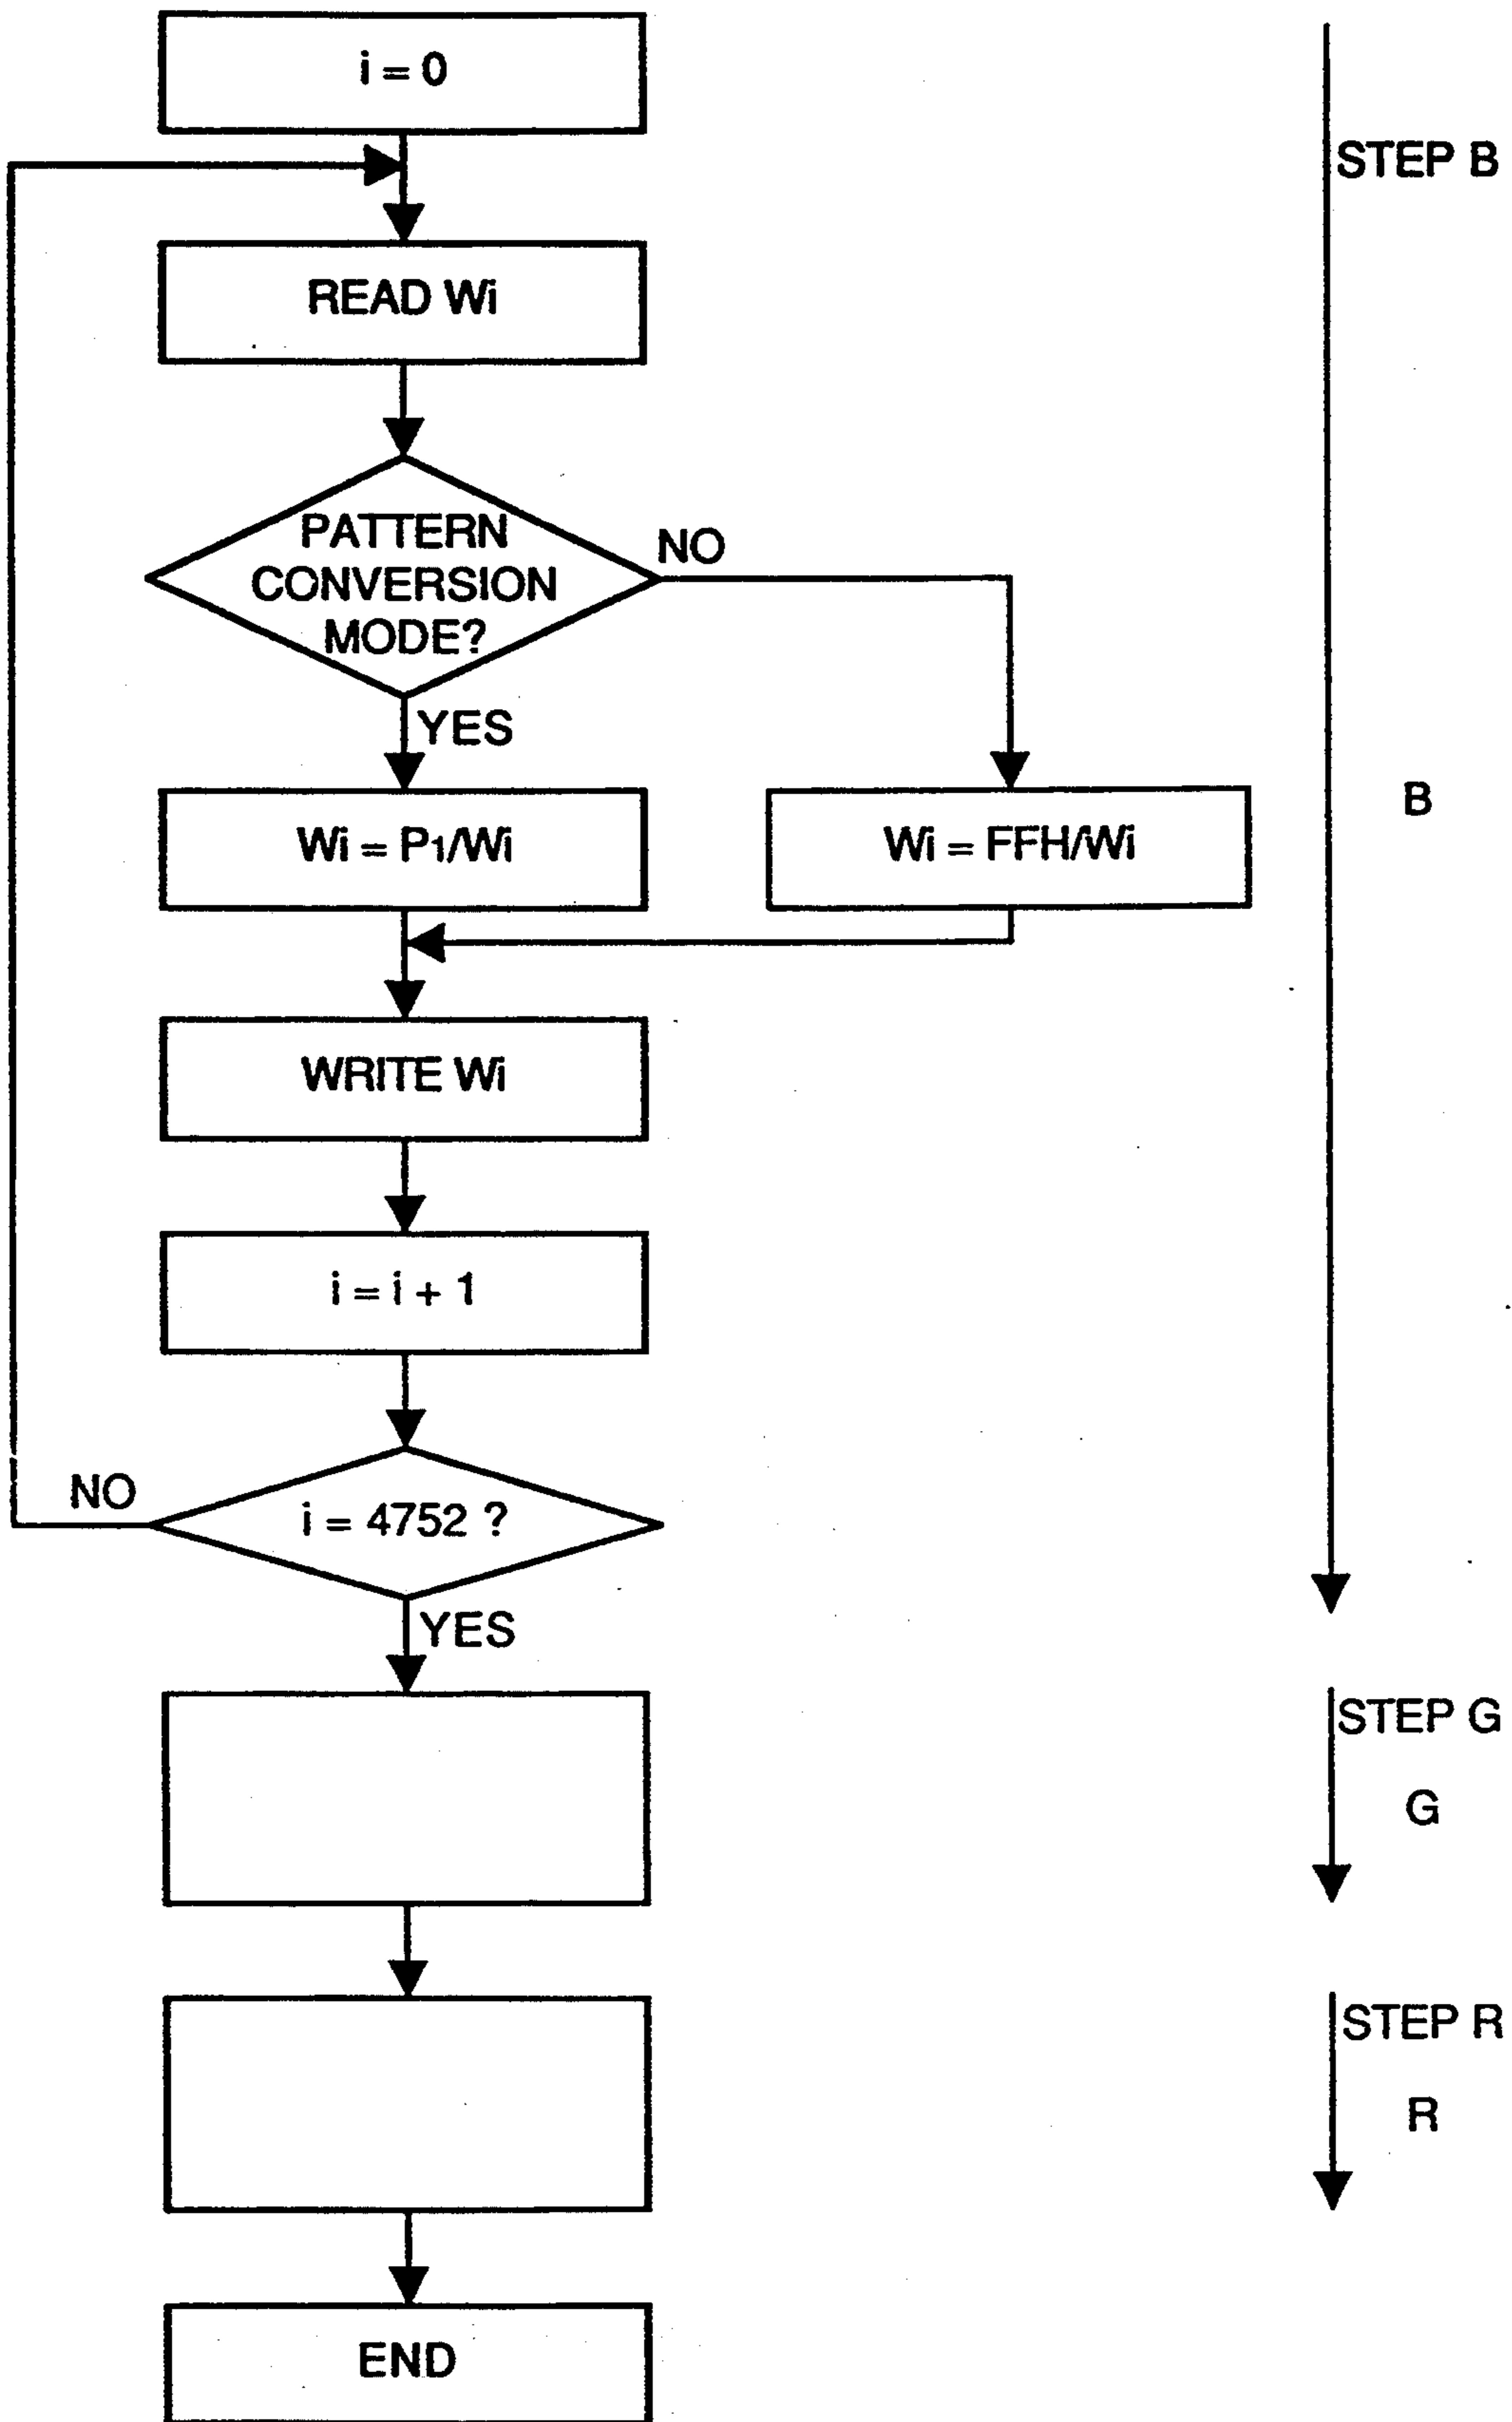 i = 0
STEP B
READ Wi
PATTERN
CONVERSION
MODE?
NO
YES
Wi = P1/Wi
Wi = FFH/Wi
B
WRITE Wi
i = i + 1
NO
i = 4752 ?
YES
STEP G
G
STEP R
R
END